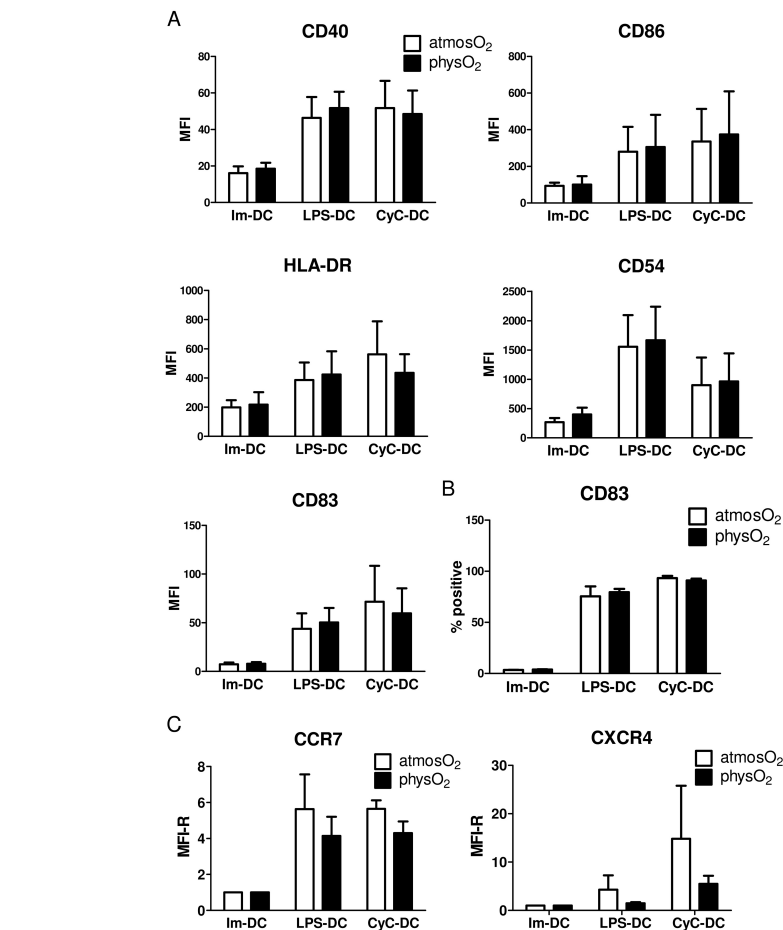 A
CD40
atmosO2
physO2
MFI
80
60
40
20
0
Im-DC LPS-DC CyC-DC
CD86
MFI
800
600
400
200
0
Im-DC LPS-DC CyC-DC
HLA-DR
MFI
1000
800
600
400
200
0
Im-DC LPS-DC CyC-DC
CD54
MFI
2500
2000
1500
1000
500
0
Im-DC LPS-DC CyC-DC
CD83
MFI
150
100
50
0
Im-DC LPS-DC CyC-DC
B
CD83
atmosO2
physO2
% positive
150
100
50
0
Im-DC LPS-DC CyC-DC
C
CCR7
atmosO2
physO2
MFI-R
8
6
4
2
0
Im-DC LPS-DC CyC-DC
CXCR4
atmosO2
physO2
MFI-R
30
20
10
0
Im-DC LPS-DC CyC-DC